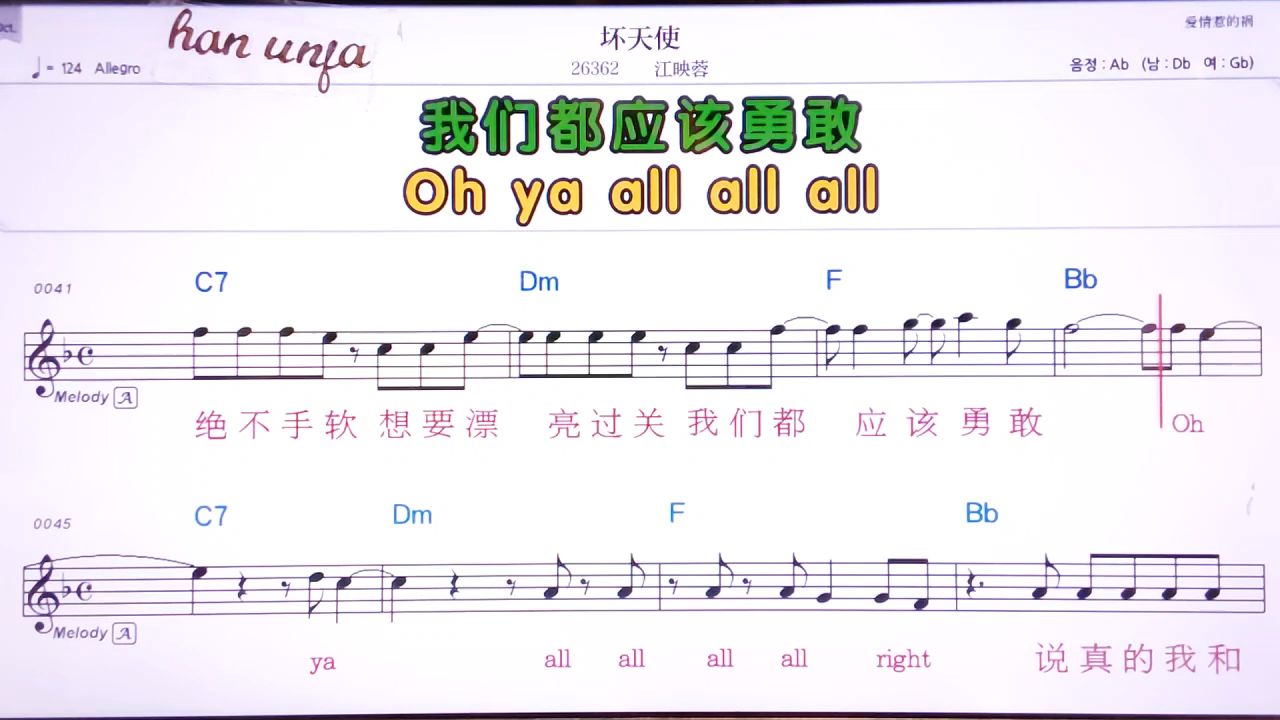 han unfa
坏天使
爱情惹的祸
♩= 124 Allegro
26362 江映蓉
음정 : Ab (남 : Db 여 : Gb)
我们都应该勇敢
Oh ya all all all
0041 C7 Dm F Bb
Melody A
绝不手软 想要漂 亮过关 我们都 应该勇敢 Oh
0045 C7 Dm F Bb
Melody A
ya all all all all right 说真的我和